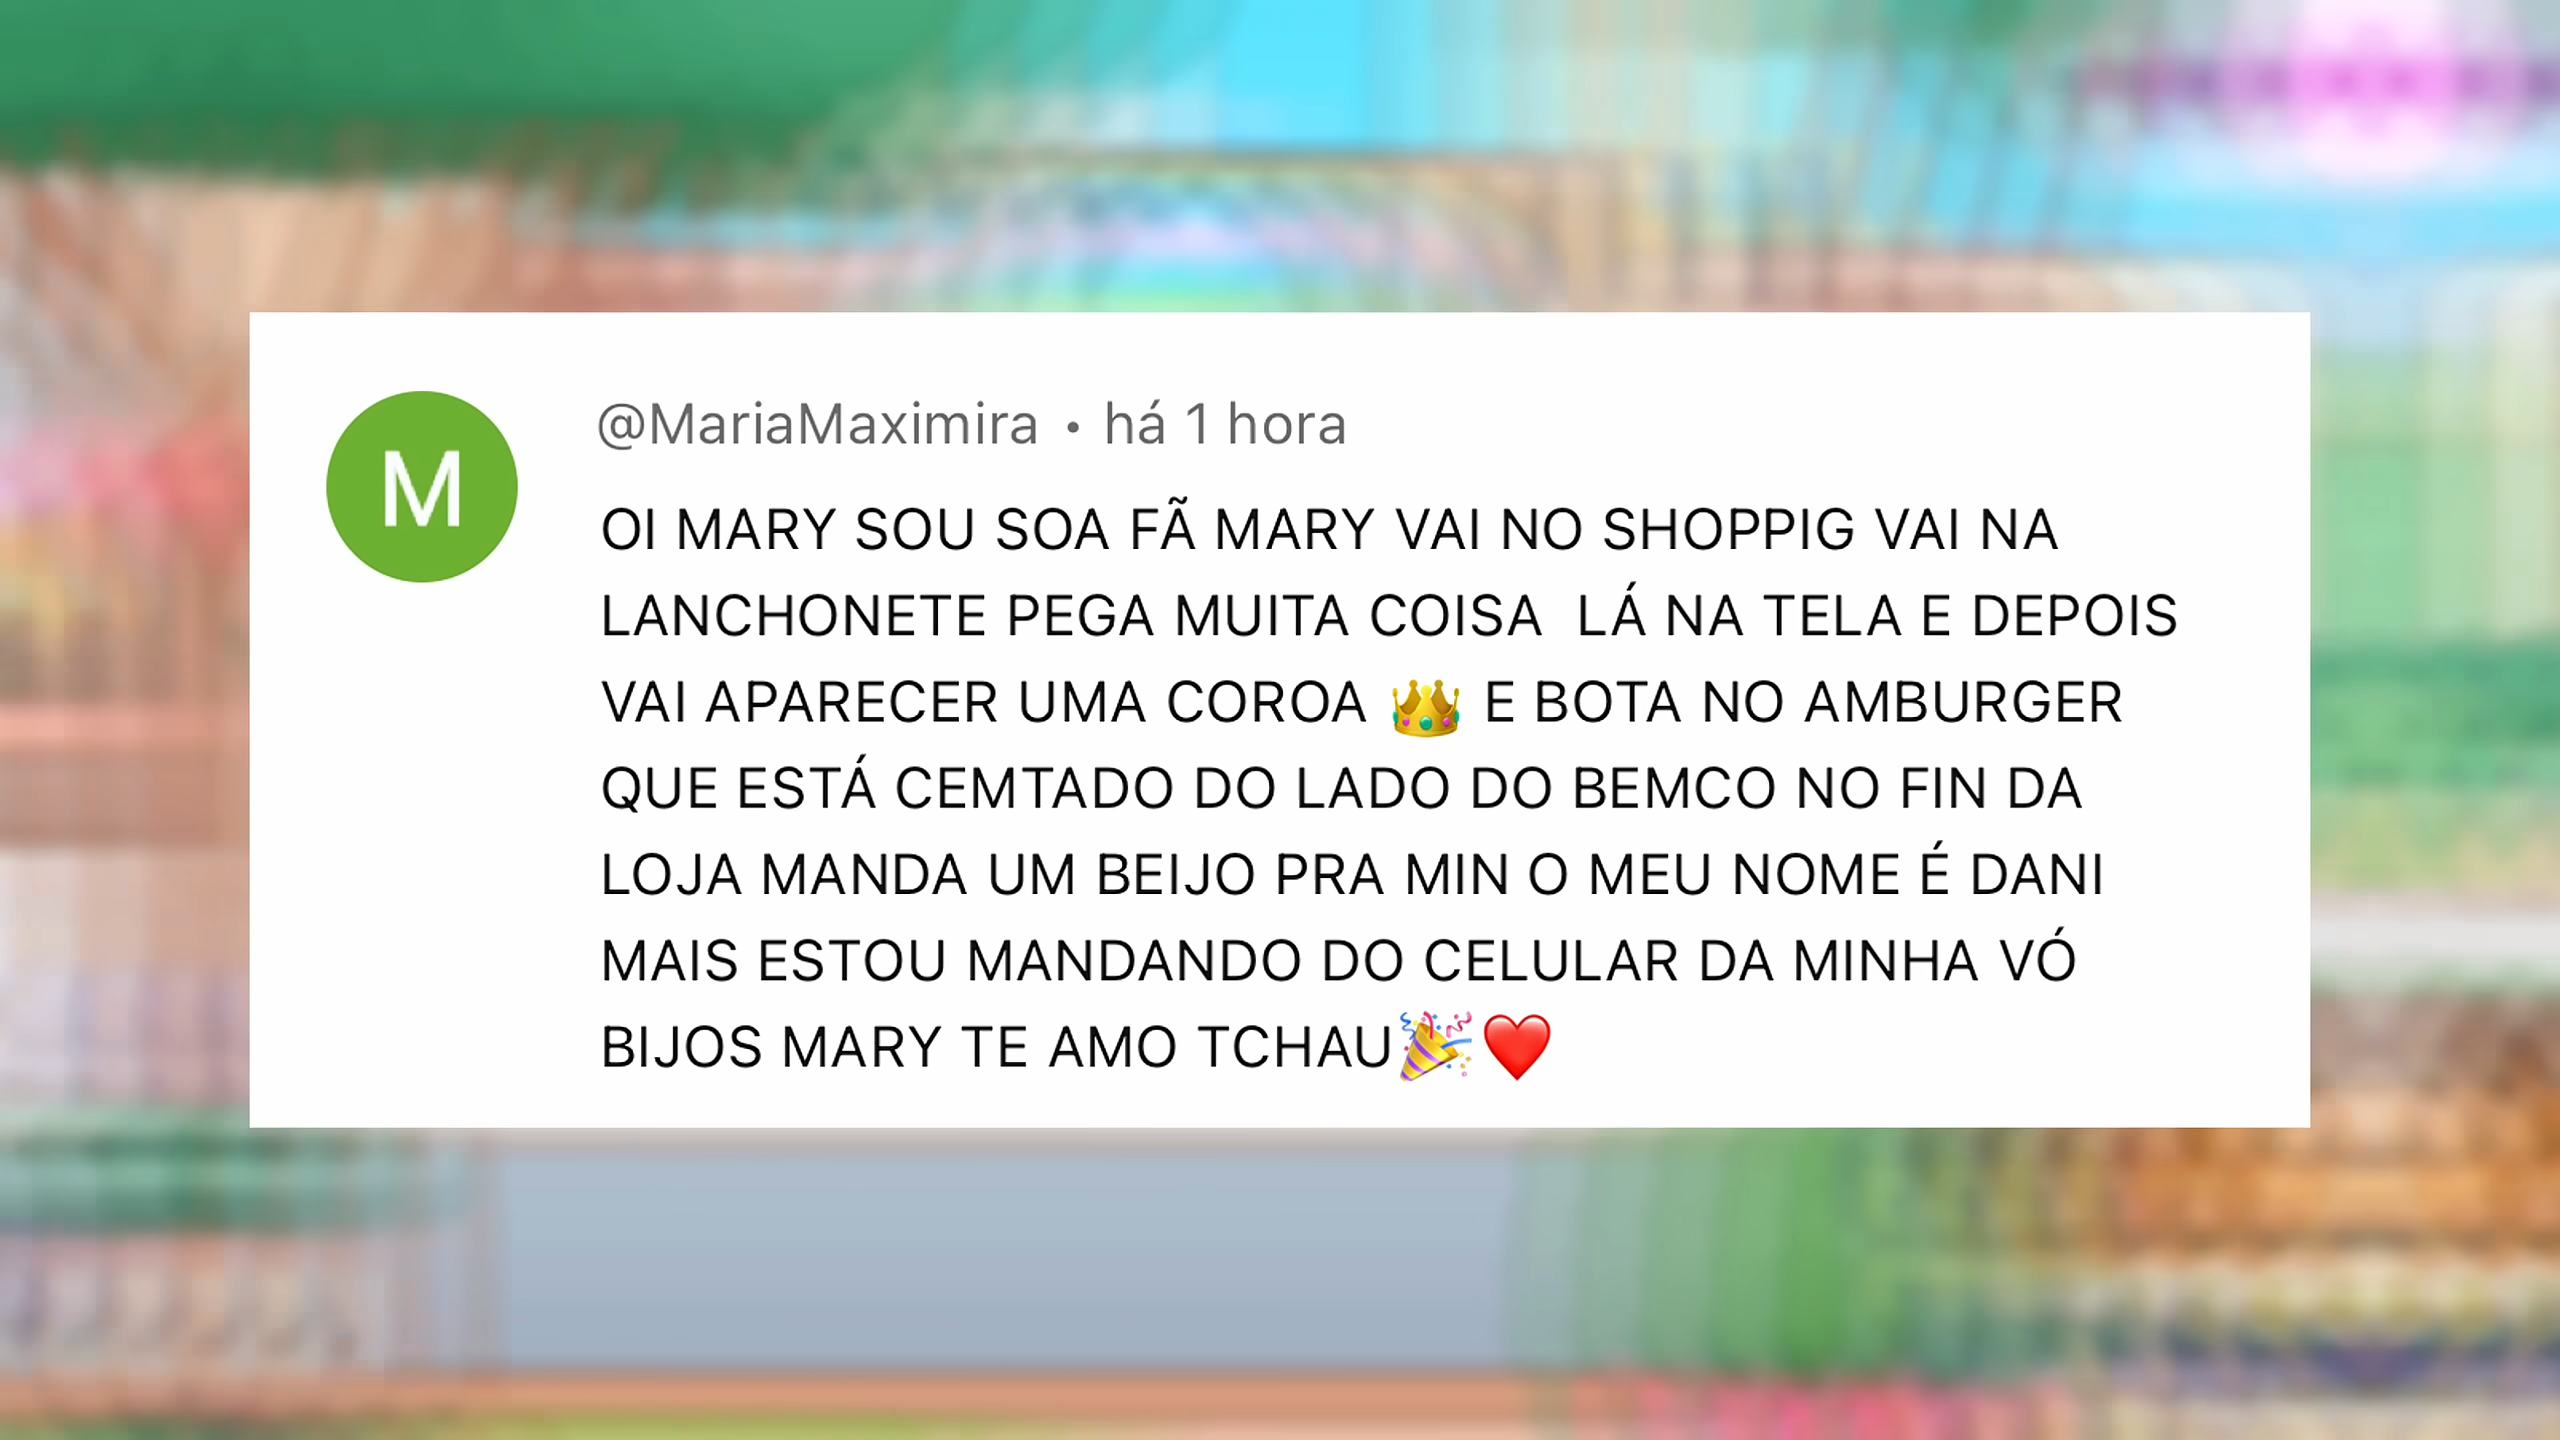 M
@MariaMaximira • há 1 hora
OI MARY SOU SOA FÃ MARY VAI NO SHOPPIG VAI NA
LANCHONETE PEGA MUITA COISA  LÁ NA TELA E DEPOIS
VAI APARECER UMA COROA 👑 E BOTA NO AMBURGER
QUE ESTÁ CEMTADO DO LADO DO BEMCO NO FIN DA
LOJA MANDA UM BEIJO PRA MIN O MEU NOME É DANI
MAIS ESTOU MANDANDO DO CELULAR DA MINHA VÓ
BIJOS MARY TE AMO TCHAU🎉❤️